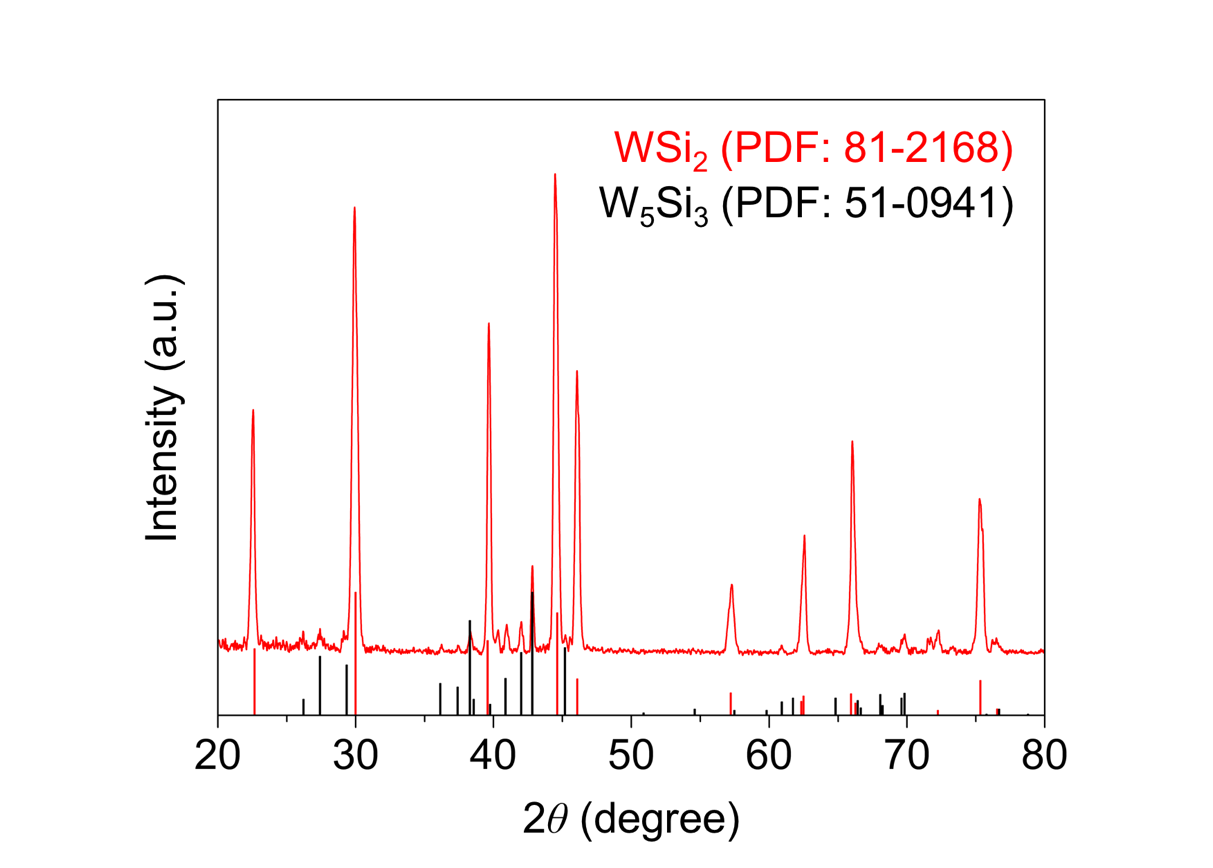 WSi₂ (PDF: 81-2168)
W₅Si₃ (PDF: 51-0941)
Intensity (a.u.)
20 30 40 50 60 70 80
2θ (degree)